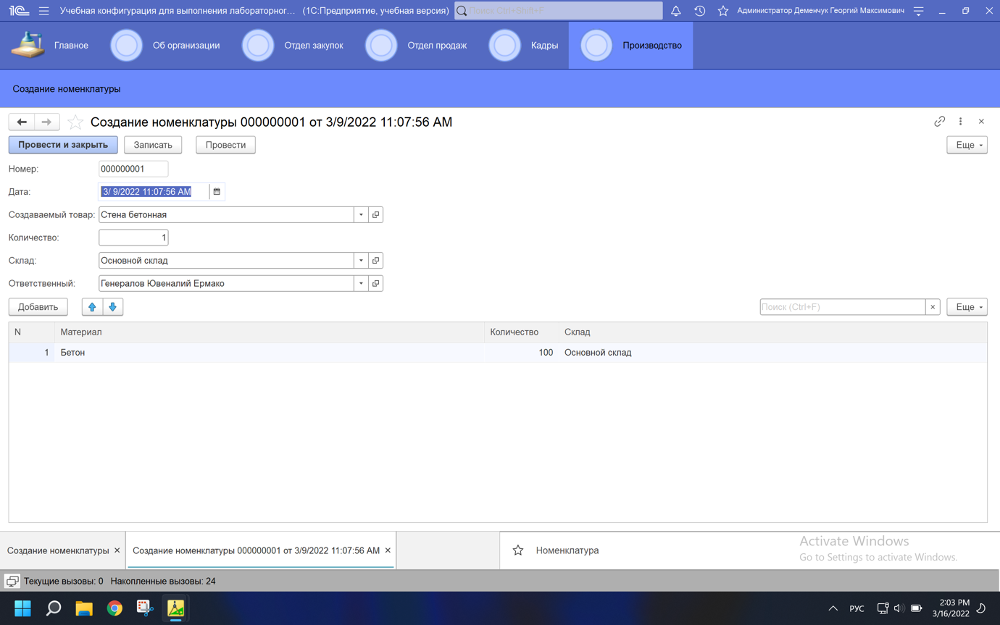 1С Учебная конфигурация для выполнения лабораторног... (1С:Предприятие, учебная версия) Поиск Ctrl+Shift+F Администратор Деменчук Георгий Максимович
Главное Об организации Отдел закупок Отдел продаж Кадры Производство
Создание номенклатуры
Создание номенклатуры 000000001 от 3/9/2022 11:07:56 AM
Провести и закрыть Записать Провести Еще
Номер: 000000001
Дата: 3/ 9/2022 11:07:56 AM
Создаваемый товар: Стена бетонная
Количество: 1
Склад: Основной склад
Ответственный: Генералов Ювеналий Ермако
Добавить Поиск (Ctrl+F) × Еще
N Материал Количество Склад
1 Бетон 100 Основной склад
Создание номенклатуры × Создание номенклатуры 000000001 от 3/9/2022 11:07:56 AM × Номенклатура
Activate Windows
Go to Settings to activate Windows.
Текущие вызовы: 0 Накопленные вызовы: 24
РУС 2:03 PM
3/16/2022